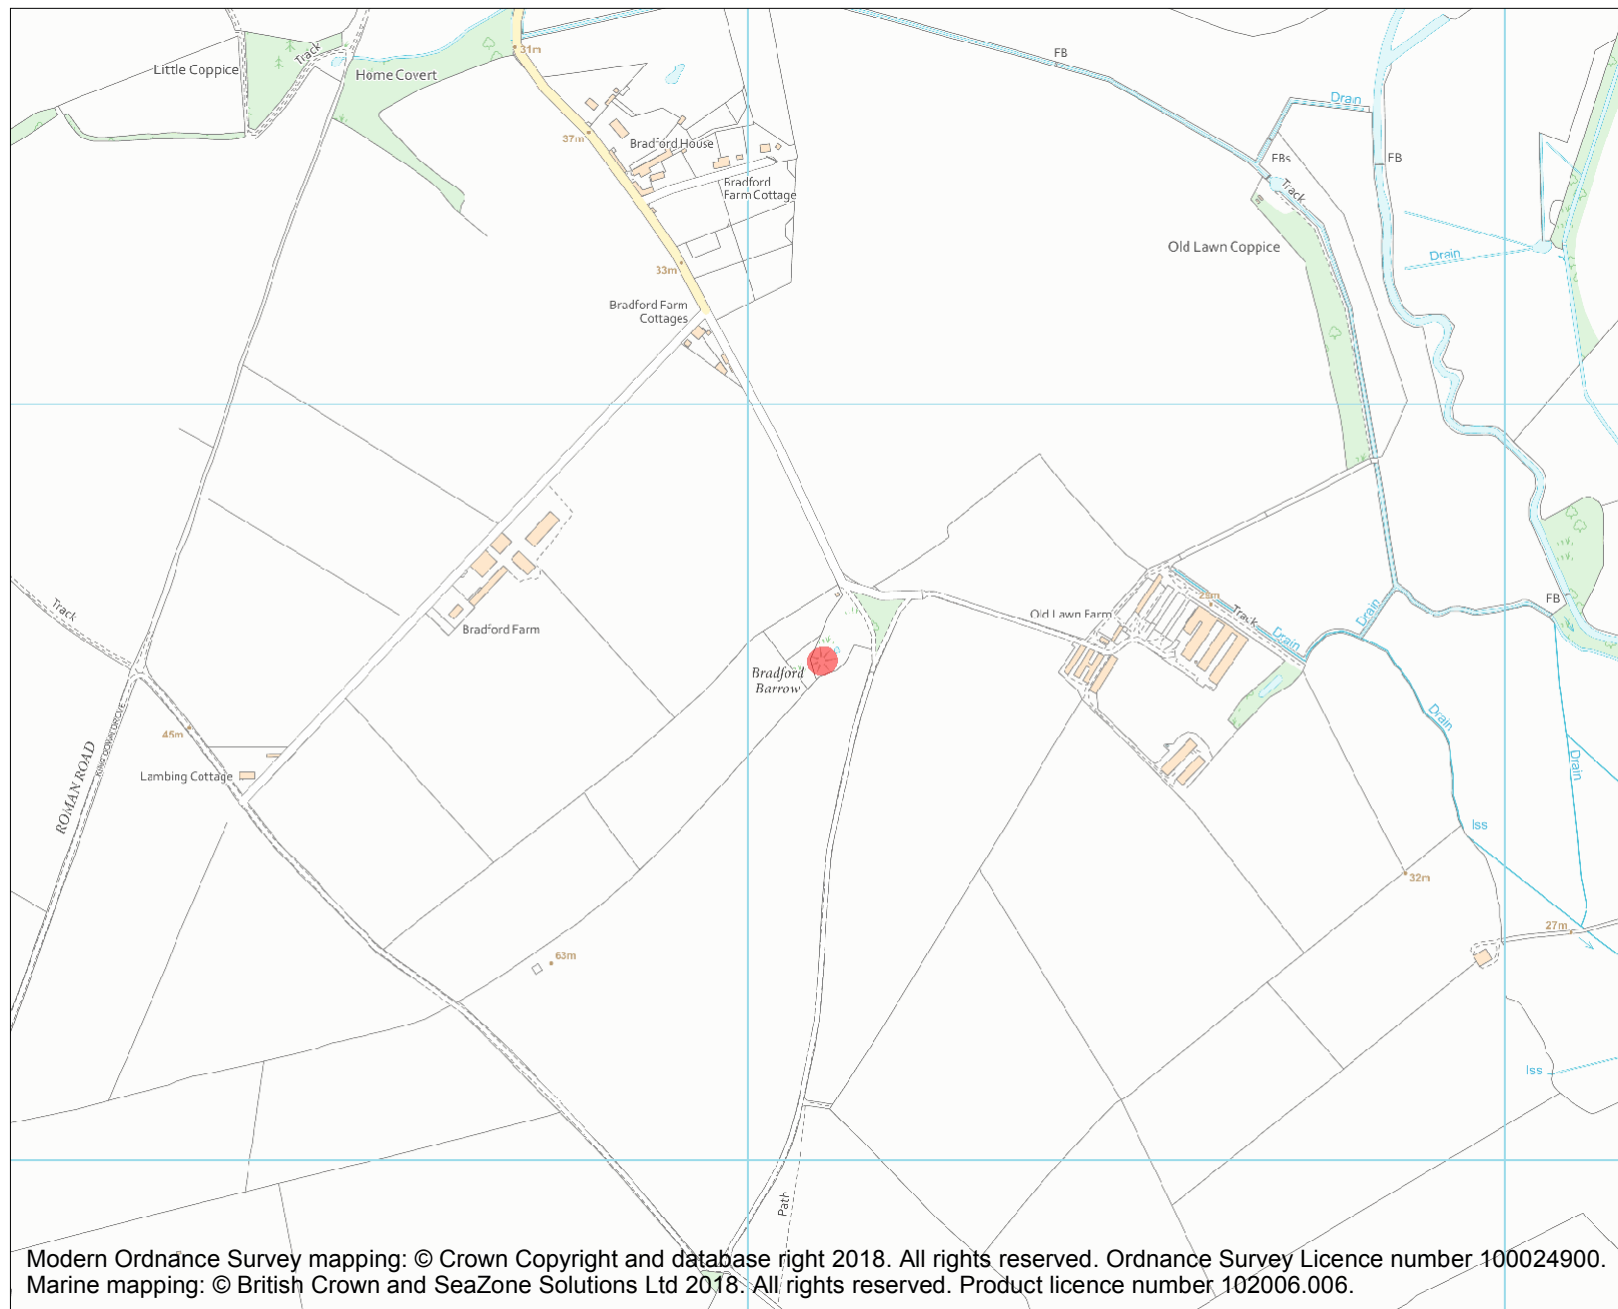 31m
FB
Track
Little Coppice
Home Covert
Drain
37m
Bradford House
FBs
FB
Bradford
Farm Cottage
Track
Old Lawn Coppice
Drain
33m
Bradford Farm
Cottages
Track
Bradford Farm
Old Lawn Farm
29m
Track
Drain
Drain
FB
Bradford
Barrow
Drain
45m
ROMAN ROAD
Lambing Cottage
Drain
Iss
32m
27m
63m
Iss
Path
Modern Ordnance Survey mapping: © Crown Copyright and database right 2018. All rights reserved. Ordnance Survey Licence number 100024900.
Marine mapping: © British Crown and SeaZone Solutions Ltd 2018. All rights reserved. Product licence number 102006.006.